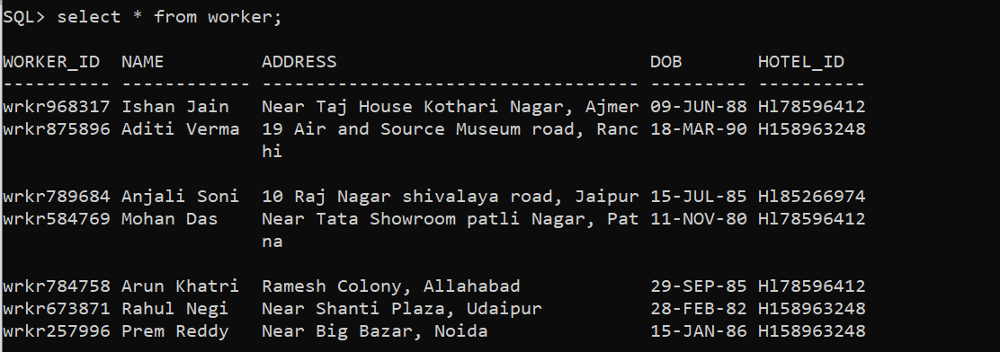 SQL> select * from worker;
WORKER_ID  NAME         ADDRESS                            DOB       HOTEL_ID
---------- ------------ ----------------------------------- --------- ----------
wrkr968317 Ishan Jain   Near Taj House Kothari Nagar, Ajmer 09-JUN-88 Hl78596412
wrkr875896 Aditi Verma  19 Air and Source Museum road, Ranc 18-MAR-90 H158963248
                        hi
wrkr789684 Anjali Soni  10 Raj Nagar shivalaya road, Jaipur 15-JUL-85 Hl85266974
wrkr584769 Mohan Das    Near Tata Showroom patli Nagar, Pat 11-NOV-80 Hl78596412
                        na
wrkr784758 Arun Khatri  Ramesh Colony, Allahabad            29-SEP-85 Hl78596412
wrkr673871 Rahul Negi   Near Shanti Plaza, Udaipur          28-FEB-82 H158963248
wrkr257996 Prem Reddy   Near Big Bazar, Noida               15-JAN-86 H158963248